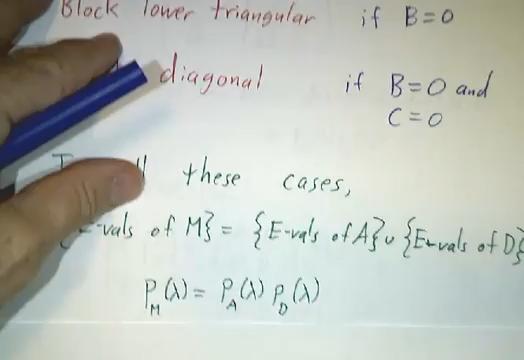 Block lower triangular if B=0
diagonal if B=0 and
C=0
these cases,
E-vals of M} = {E-vals of A} ∪ {E-vals of D}
P_M(λ) = P_A(λ) P_D(λ)